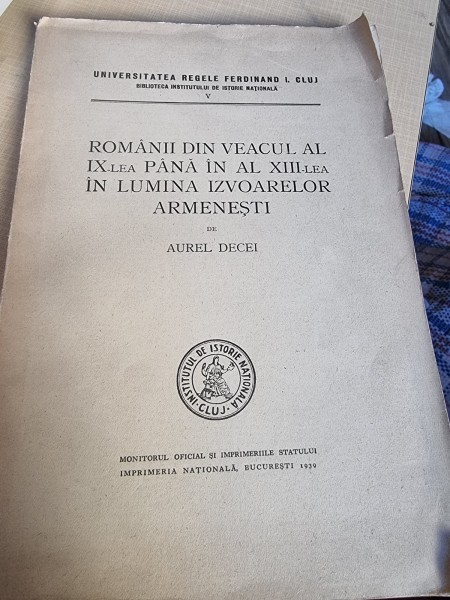 UNIVERSITATEA REGELE FERDINAND I. CLUJ
BIBLIOTECA INSTITUTULUI DE ISTORIE NAȚIONALĂ
V
ROMÂNII DIN VEACUL AL
IX-LEA PÂNĂ ÎN AL XIII-LEA
ÎN LUMINA IZVOARELOR
ARMENEȘTI
DE
AUREL DECEI
INSTITUTUL DE ISTORIE NAȚIONALĂ
·CLUJ·
MONITORUL OFICIAL ȘI IMPRIMERIILE STATULUI
IMPRIMERIA NAȚIONALĂ, BUCUREȘTI 1939